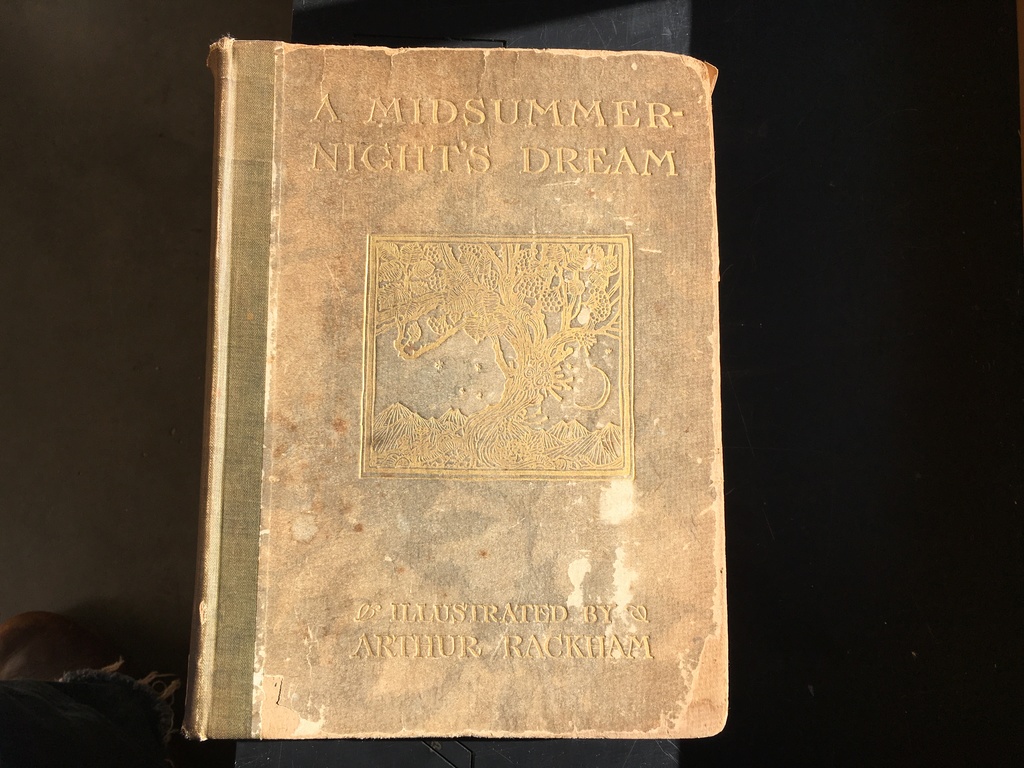 A MIDSUMMER-
NIGHT'S DREAM
ILLUSTRATED BY
ARTHUR RACKHAM